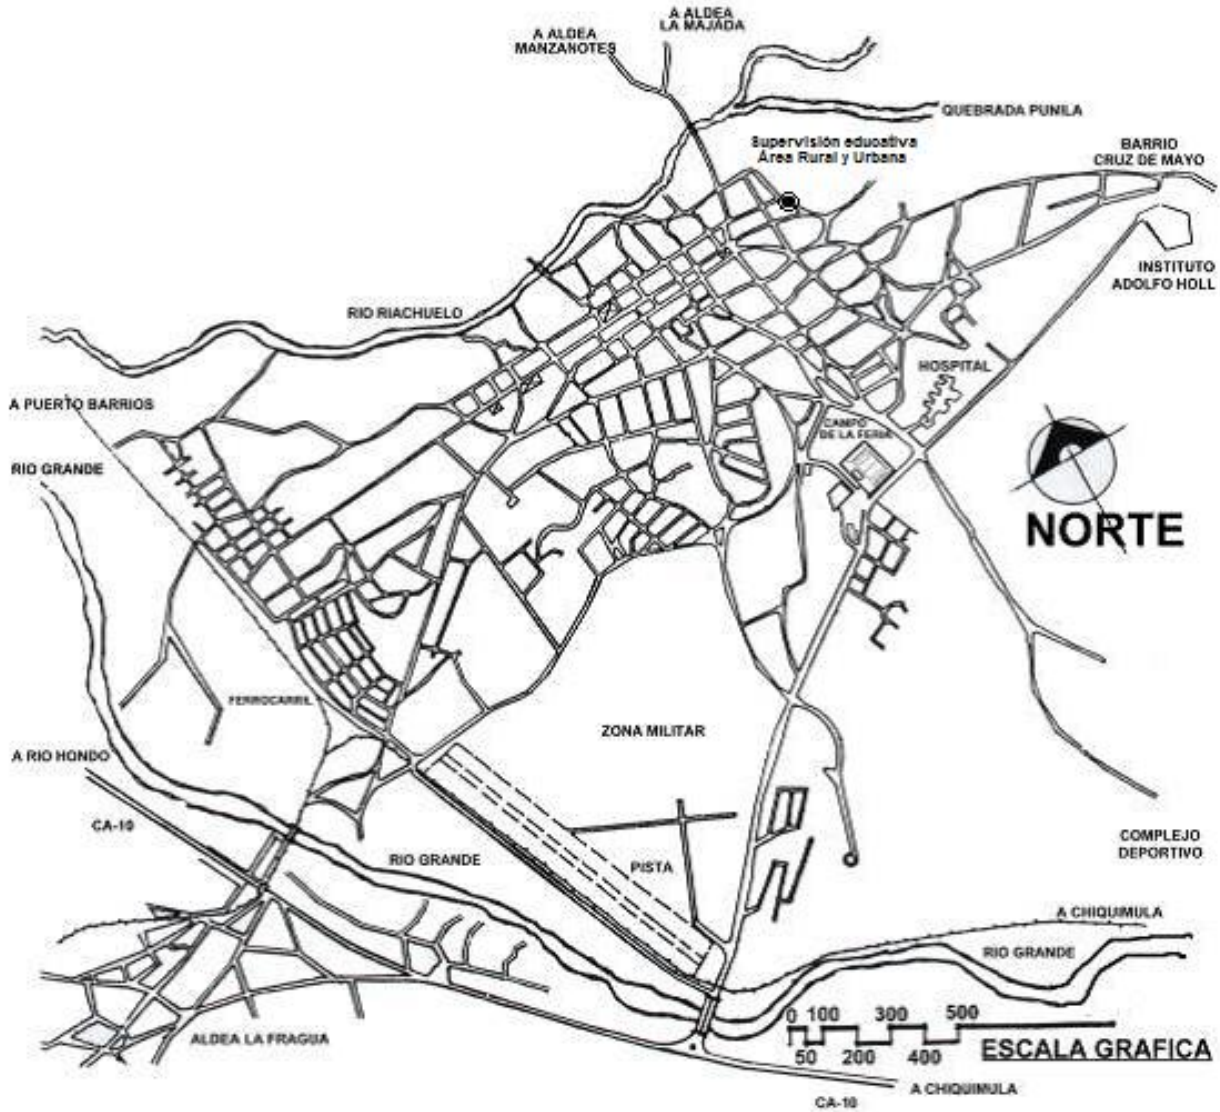 A ALDEA
LA MAJADA
A ALDEA
MANZANOTES
QUEBRADA PUNILA
Supervisión educativa
Área Rural y Urbana
BARRIO
CRUZ DE MAYO
INSTITUTO
ADOLFO HOLL
RIO RIACHUELO
HOSPITAL
A PUERTO BARRIOS
CAMPO
DE LA FERIA
RIO GRANDE
NORTE
FERROCARRIL
ZONA MILITAR
A RIO HONDO
CA-10
COMPLEJO
DEPORTIVO
RIO GRANDE
PISTA
A CHIQUIMULA
RIO GRANDE
0 100 300 500
50 200 400
ESCALA GRAFICA
ALDEA LA FRAGUA
A CHIQUIMULA
CA-10